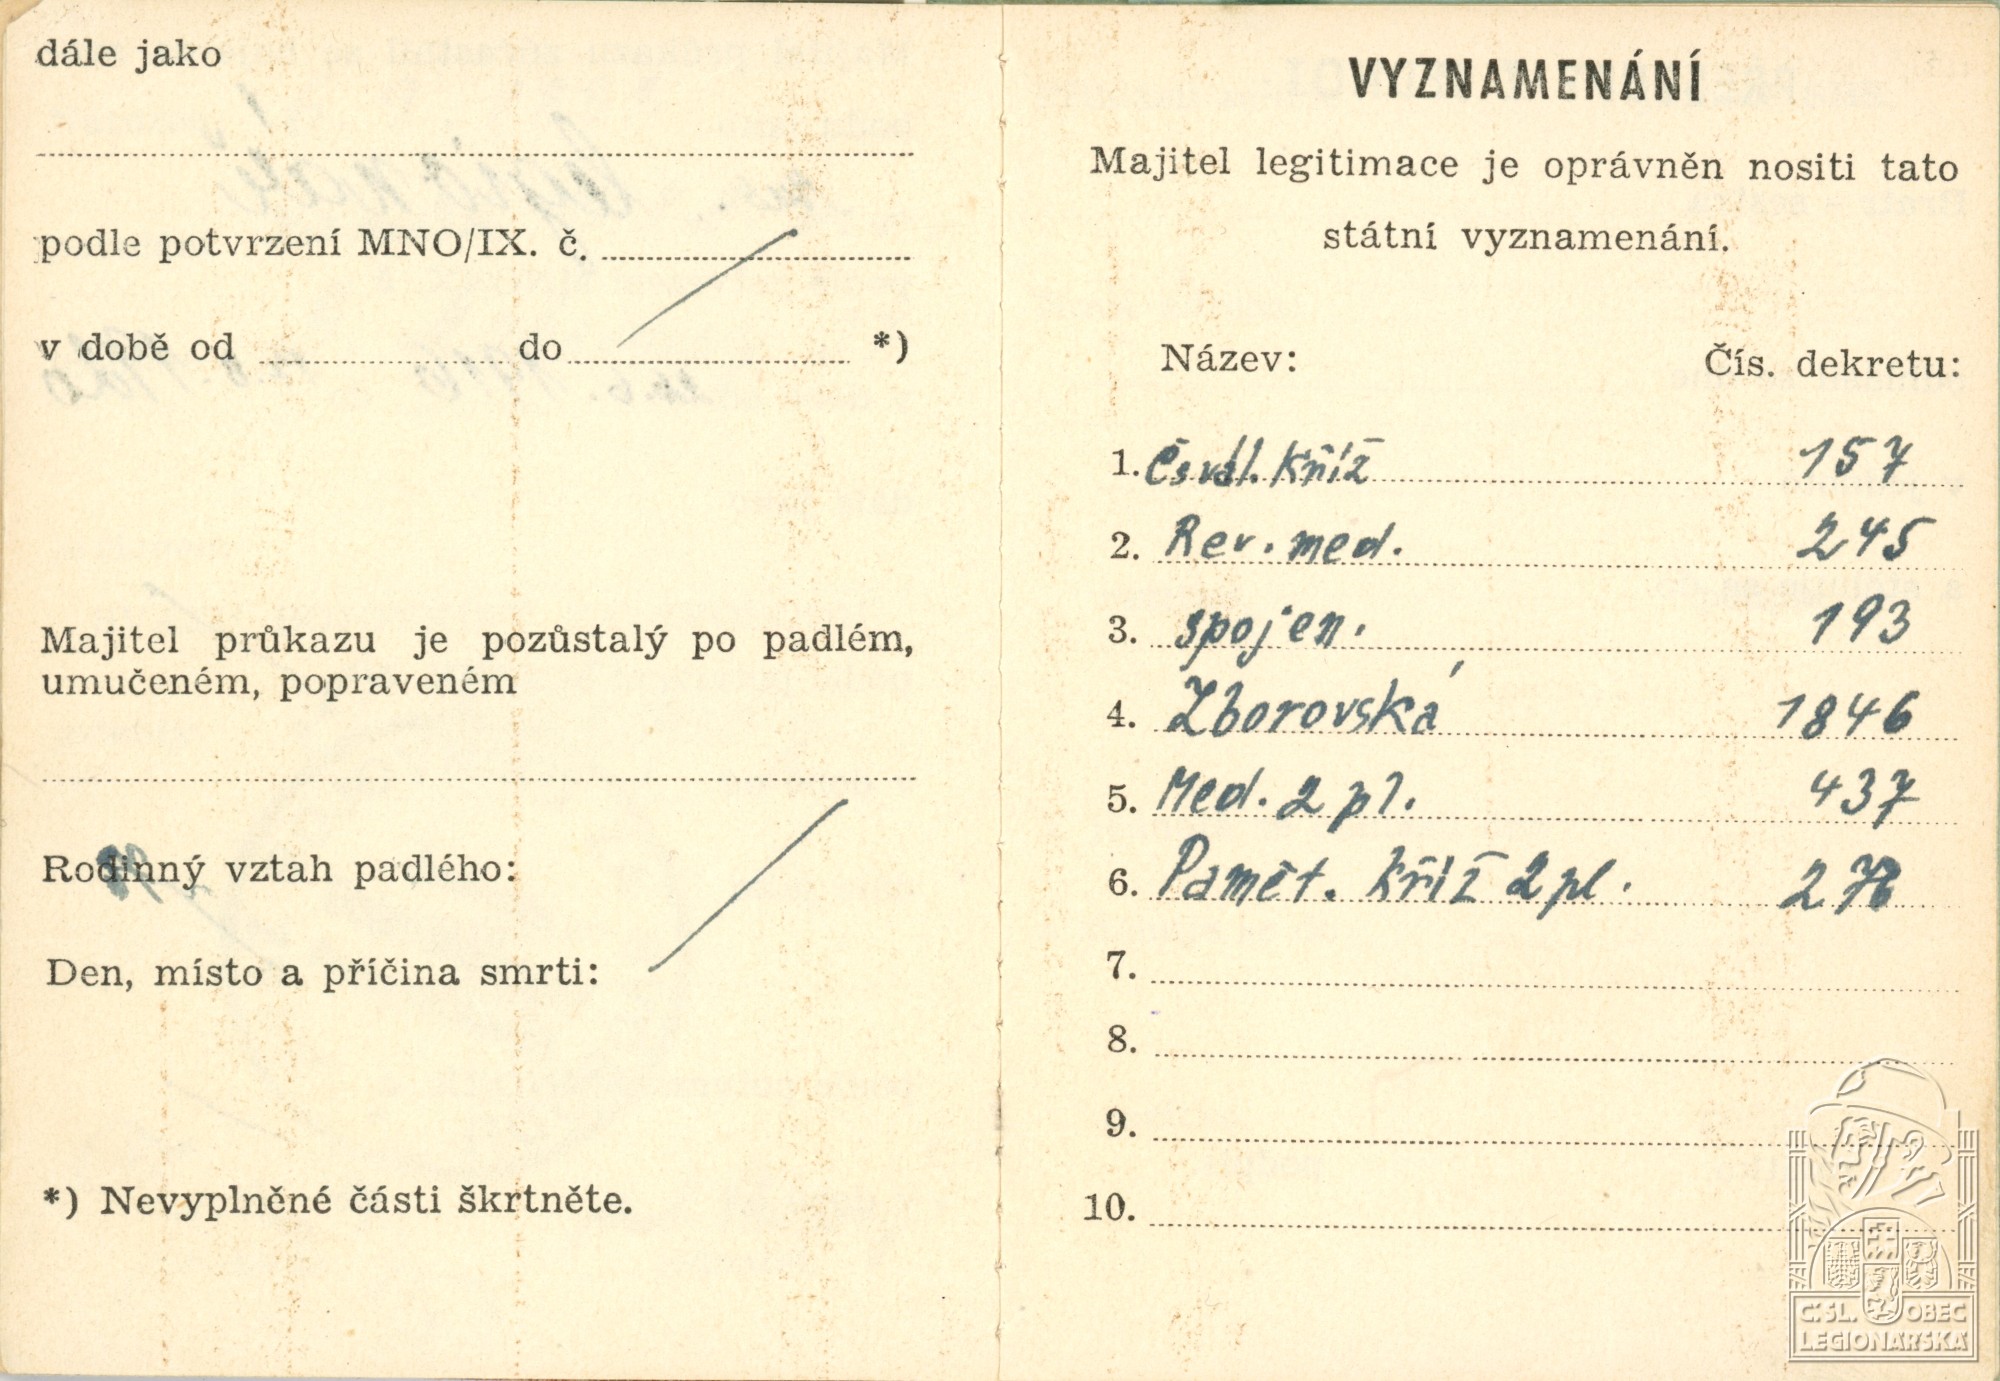 dále jako
podle potvrzení MNO/IX. č.
v době od do *)
Majitel průkazu je pozůstalý po padlém,
umučeném, popraveném
Rodinný vztah padlého:
Den, místo a příčina smrti:
*) Nevyplněné části škrtněte.
VYZNAMENÁNÍ
Majitel legitimace je oprávněn nositi tato
státní vyznamenání.
Název: Čís. dekretu:
1. Čs vál. Kříž 157
2. Rev. med. 245
3. spojen. 193
4. Zborovská 1846
5. Med. 2 pl. 437
6. Pamět. Kříž 2 pl.
7.
8.
9.
10.
Č.SL. OBEC
LEGIONÁŘSKÁ